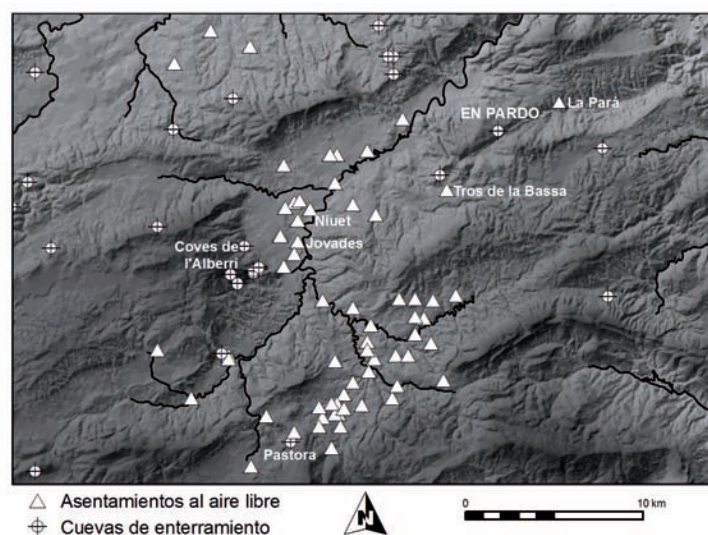 EN PARDO
La Pará
Tros de la Bassa
Niuet
Jovades
Coves de
l'Alberri
Pastora
Asentamientos al aire libre
Cuevas de enterramiento
N
0
10 km